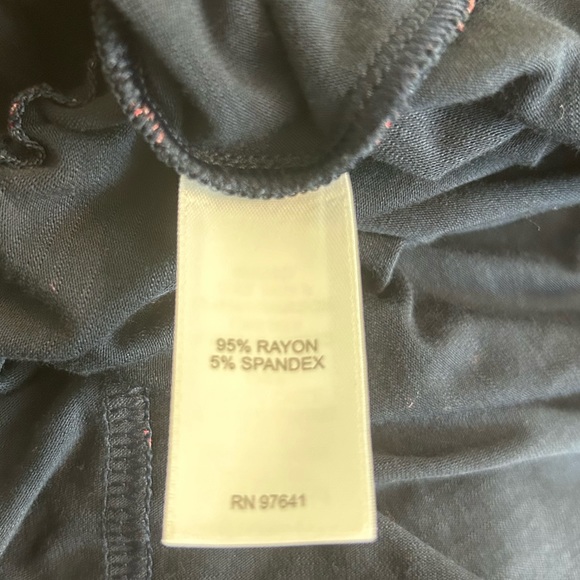 95% RAYON
5% SPANDEX
RN 97641